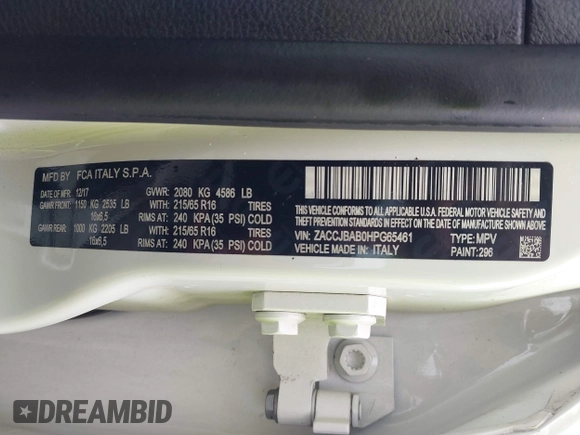 MFD BY FCA ITALY S.P.A.
DATE OF MFR 12/17 GVWR: 2080 KG 4586 LB
GAWR FRONT: 1150 KG 2535 LB WITH: 215/65 R16 TIRES
16x6,5 RIMS AT: 240 KPA (35 PSI) COLD
GAWR REAR: 1000 KG 2205 LB WITH: 215/65 R16 TIRES
16x6,5 RIMS AT: 240 KPA (35 PSI) COLD
THIS VEHICLE CONFORMS TO ALL APPLICABLE
U.S.A. FEDERAL MOTOR VEHICLE SAFETY AND
THEFT PREVENTION STANDARDS IN EFFECT ON THE
DATE OF MANUFACTURE SHOWN ABOVE.
VIN: ZACCJBAB0HPG65461 TYPE: MPV
VEHICLE MADE IN: ITALY PAINT: 296
DREAMBID